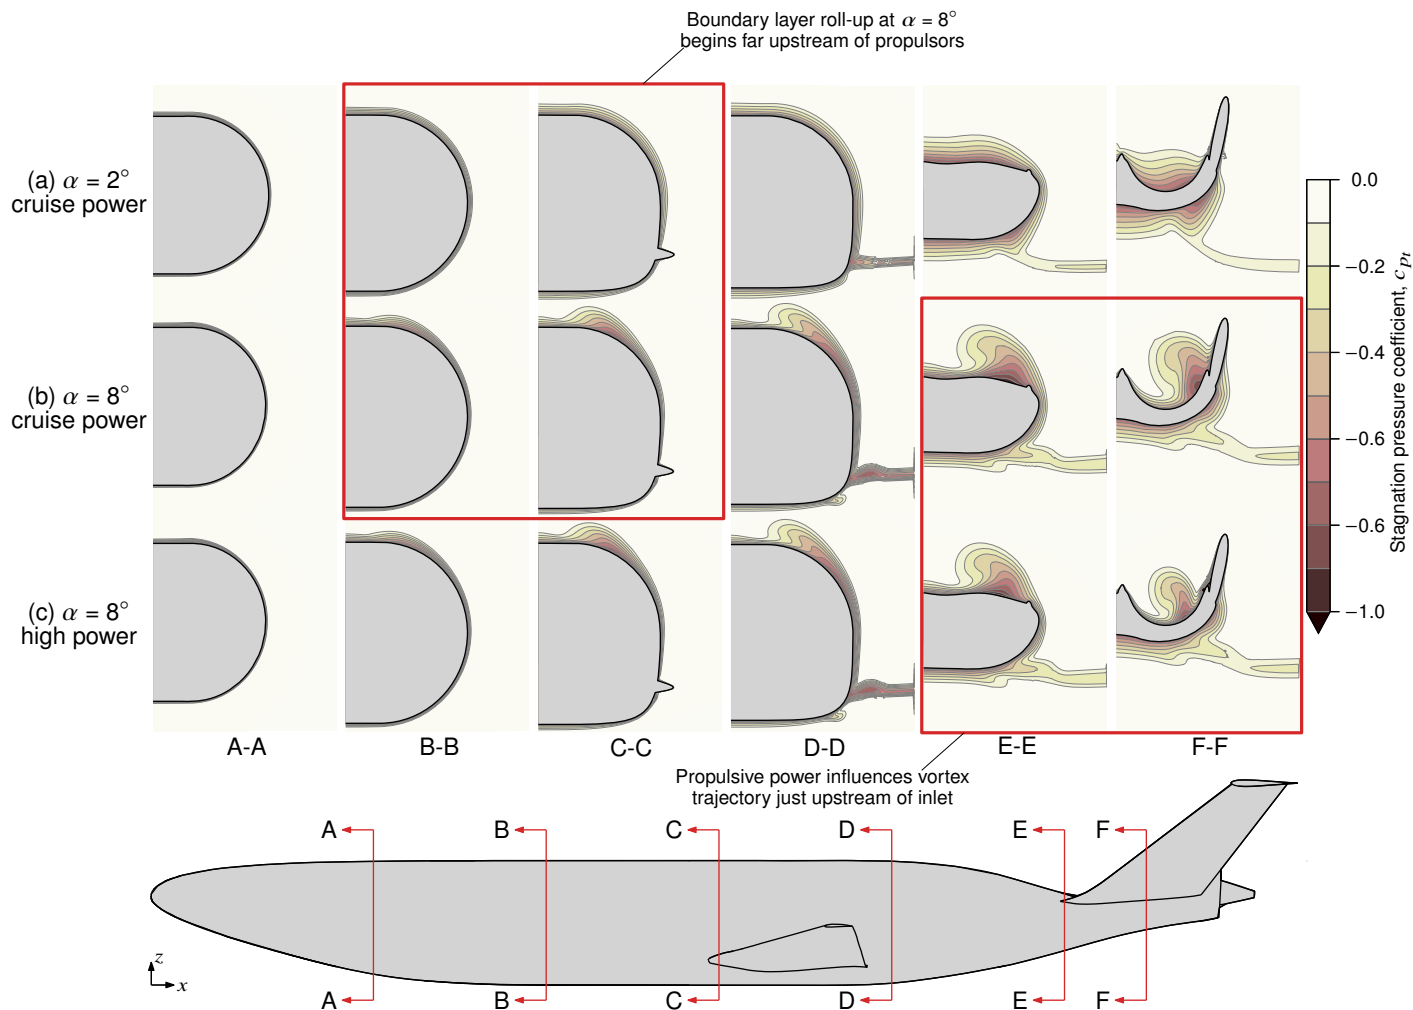 Boundary layer roll-up at α = 8°
begins far upstream of propulsors
(a) α = 2°
cruise power
(b) α = 8°
cruise power
(c) α = 8°
high power
0.0
−0.2
−0.4
−0.6
−0.6
−1.0
Stagnation pressure coefficient, c_{p_t}
A-A
B-B
C-C
D-D
E-E
F-F
Propulsive power influences vortex
trajectory just upstream of inlet
A
B
C
D
E
F
z
x
A
B
C
D
E
F